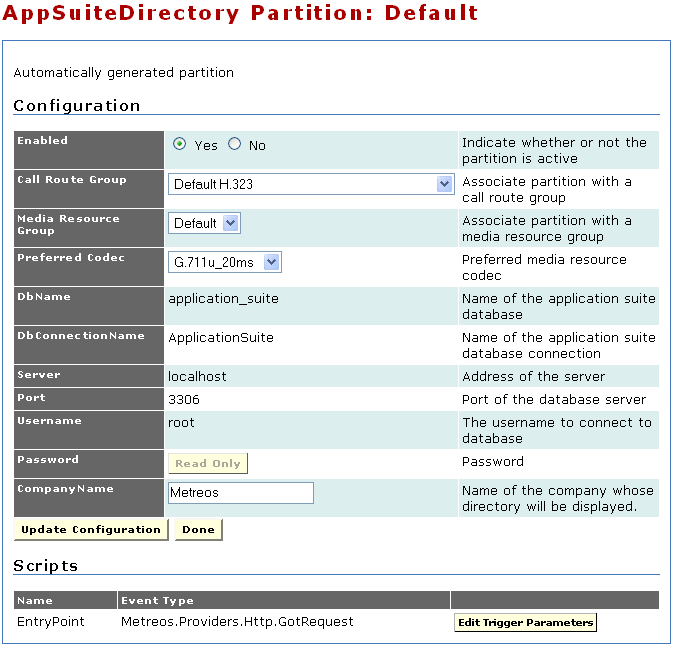 AppSuiteDirectory Partition: Default
Automatically generated partition
Configuration
Enabled
Yes No
Indicate whether or not the
partition is active
Call Route Group
Default H.323
Associate partition with a
call route group
Media Resource
Group
Default
Associate partition with a
media resource group
Preferred Codec
G.711u_20ms
Preferred media resource
codec
DbName
application_suite
Name of the application suite
database
DbConnectionName
ApplicationSuite
Name of the application suite
database connection
Server
localhost
Address of the server
Port
3306
Port of the database server
Username
root
The username to connect to
database
Password
Read Only
Password
CompanyName
Metreos
Name of the company whose
directory will be displayed.
Update Configuration Done
Scripts
Name Event Type
EntryPoint Metreos.Providers.Http.GotRequest Edit Trigger Parameters